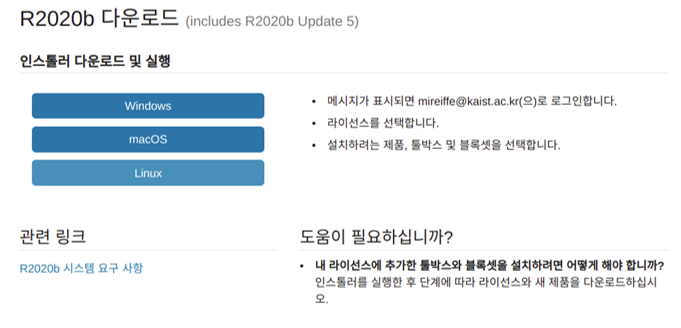 R2020b 다운로드 (includes R2020b Update 5)
인스톨러 다운로드 및 실행
Windows
macOS
Linux
• 메시지가 표시되면 mireiffe@kaist.ac.kr(으)로 로그인합니다.
• 라이선스를 선택합니다.
• 설치하려는 제품, 툴박스 및 블록셋을 선택합니다.
관련 링크
R2020b 시스템 요구 사항
도움이 필요하십니까?
• 내 라이선스에 추가한 툴박스와 블록셋을 설치하려면 어떻게 해야 합니까?
인스톨러를 실행한 후 단계에 따라 라이선스와 새 제품을 다운로드하십시
오.